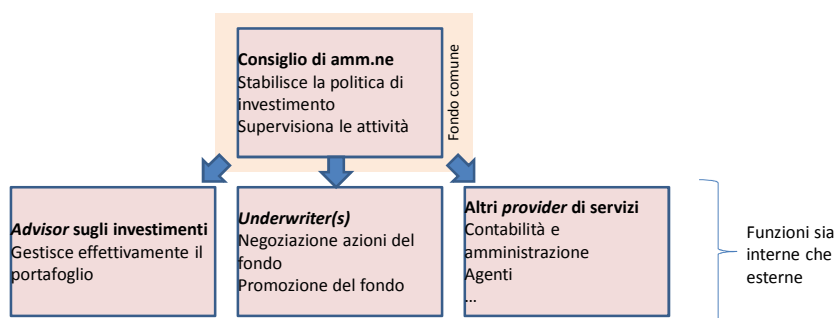 Consiglio di amm.ne
Stabilisce la politica di
investimento
Supervisiona le attività
Fondo comune
Advisor sugli investimenti
Gestisce effettivamente il
portafoglio
Underwriter(s)
Negoziazione azioni del
fondo
Promozione del fondo
Altri provider di servizi
Contabilità e
amministrazione
Agenti
...
Funzioni sia
interne che
esterne